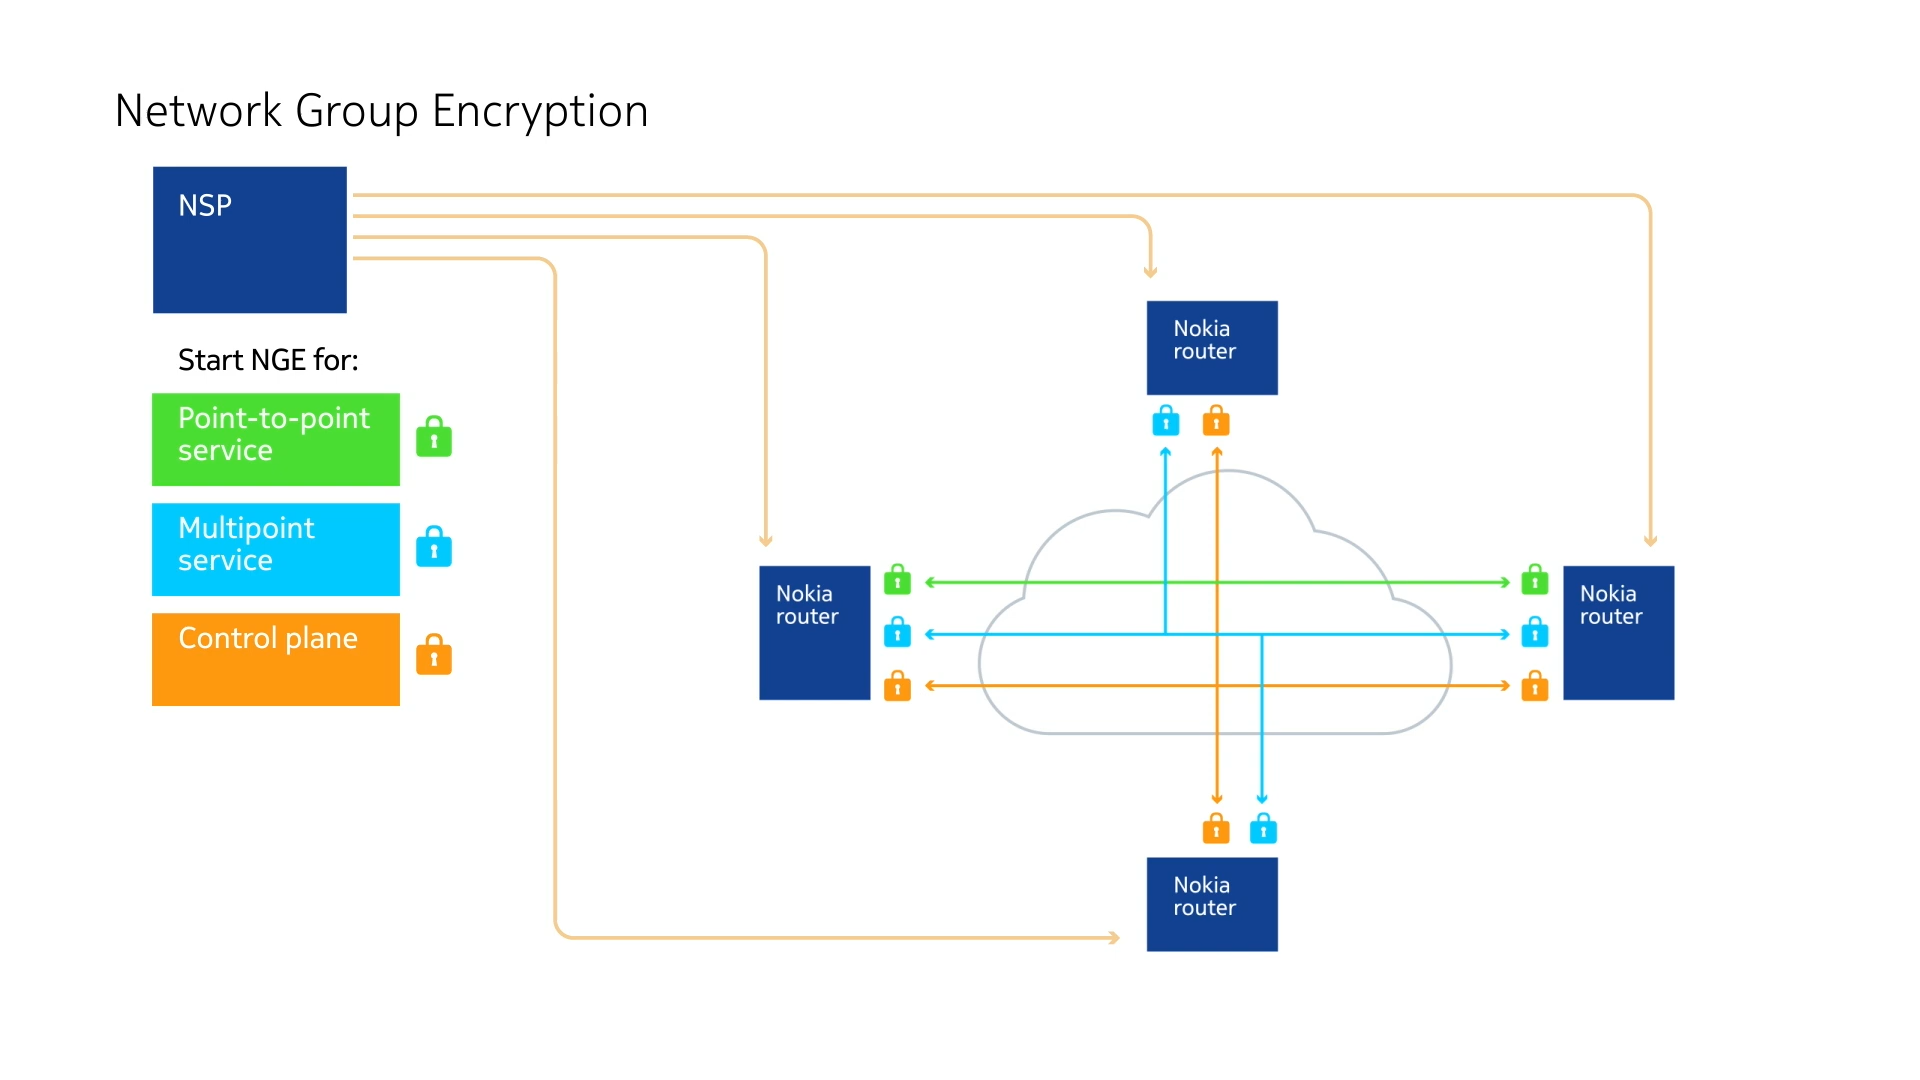 Network Group Encryption
NSP
Start NGE for:
Point-to-point
service
Multipoint
service
Control plane
Nokia
router
Nokia
router
Nokia
router
Nokia
router